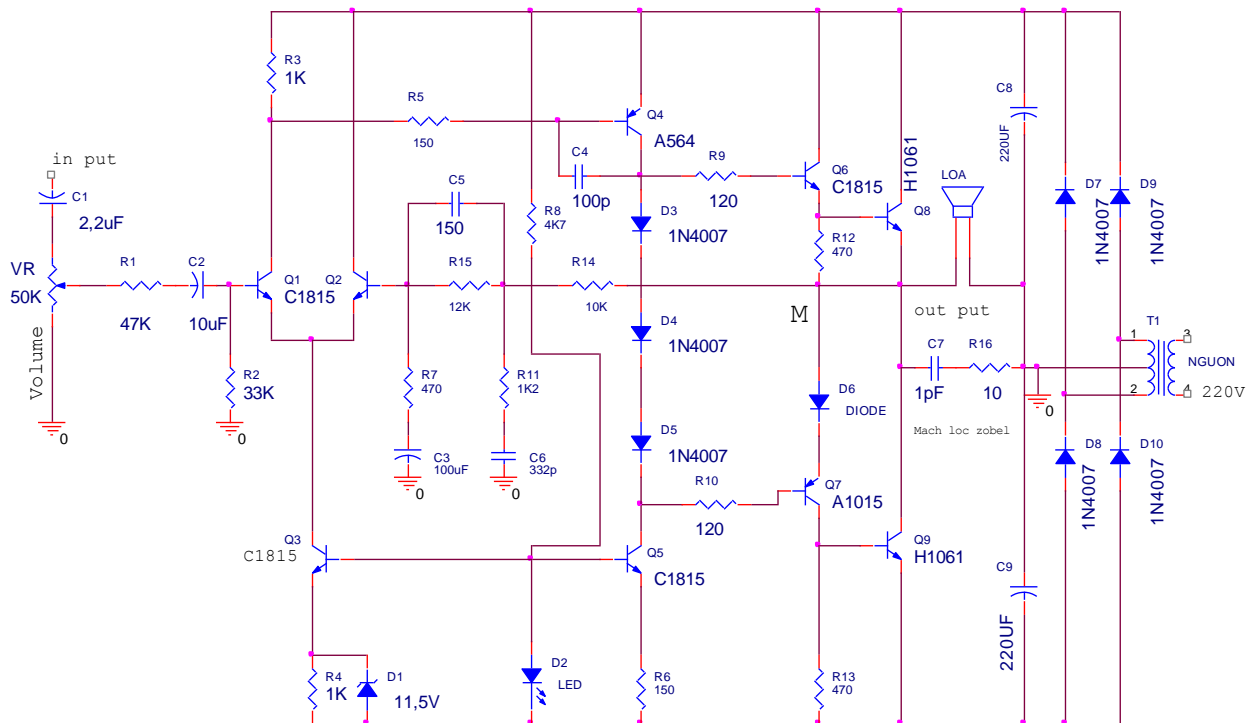 in put
C1
2,2uF
VR
50K
Volume
0
R1
47K
C2
10uF
R2
33K
0
R3
1K
R5
150
C4
100p
Q1
C1815
Q2
C5
150
R15
12K
R14
10K
R8
4K7
R7
470
C3
100uF
0
R11
1K2
C6
332p
0
Q3
C1815
R4
1K
D1
11,5V
D2
LED
Q4
A564
D3
1N4007
D4
1N4007
D5
1N4007
Q5
C1815
R6
150
R9
120
R10
120
Q6
C1815
R12
470
M
D6
DIODE
Q7
A1015
R13
470
H1061
Q8
Q9
H1061
LOA
out put
C7
1pF
R16
10
Mach loc zobel
0
C8
220UF
C9
220UF
D7
1N4007
D9
1N4007
D8
1N4007
D10
1N4007
T1
1
2
3
4
NGUON
220V